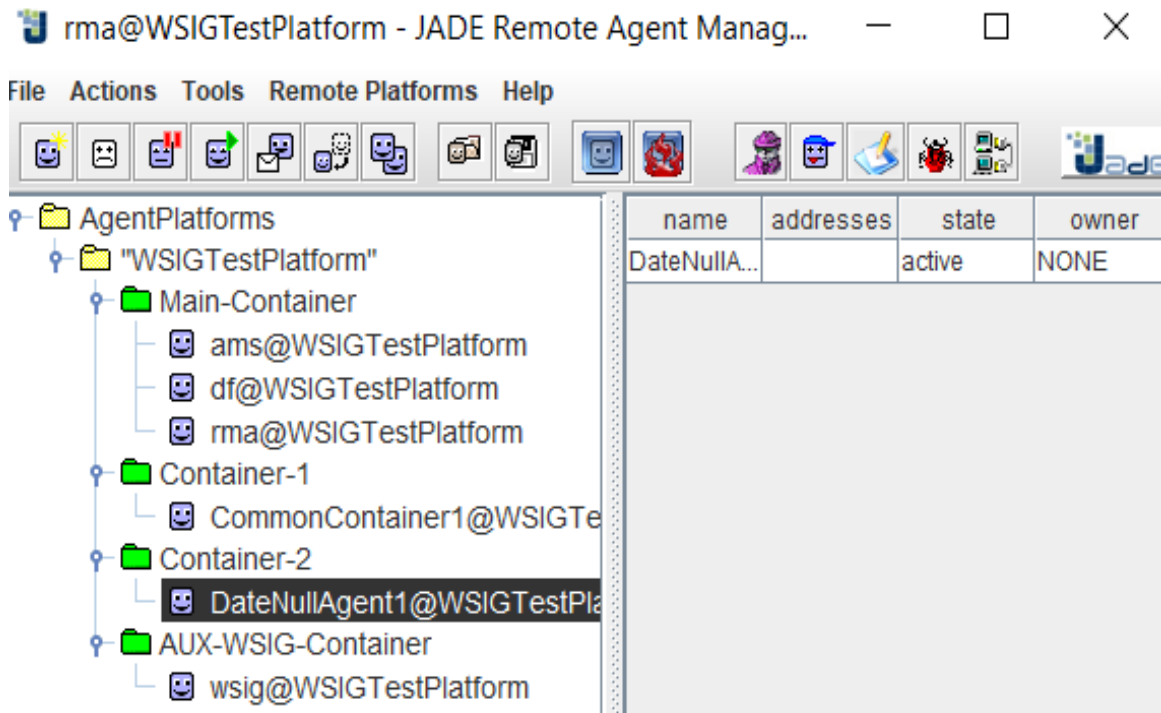 rma@WSIGTestPlatform - JADE Remote Agent Manag...
File Actions Tools Remote Platforms Help
Jade
AgentPlatforms
"WSIGTestPlatform"
Main-Container
ams@WSIGTestPlatform
df@WSIGTestPlatform
rma@WSIGTestPlatform
Container-1
CommonContainer1@WSIGTe
Container-2
DateNullAgent1@WSIGTestPla
AUX-WSIG-Container
wsig@WSIGTestPlatform
name addresses state owner
DateNullA... active NONE